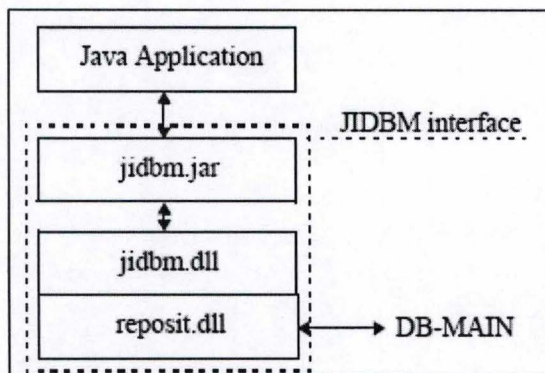 Java Application
JIDBM interface
jidbm.jar
jidbm.dll
reposit.dll
DB-MAIN